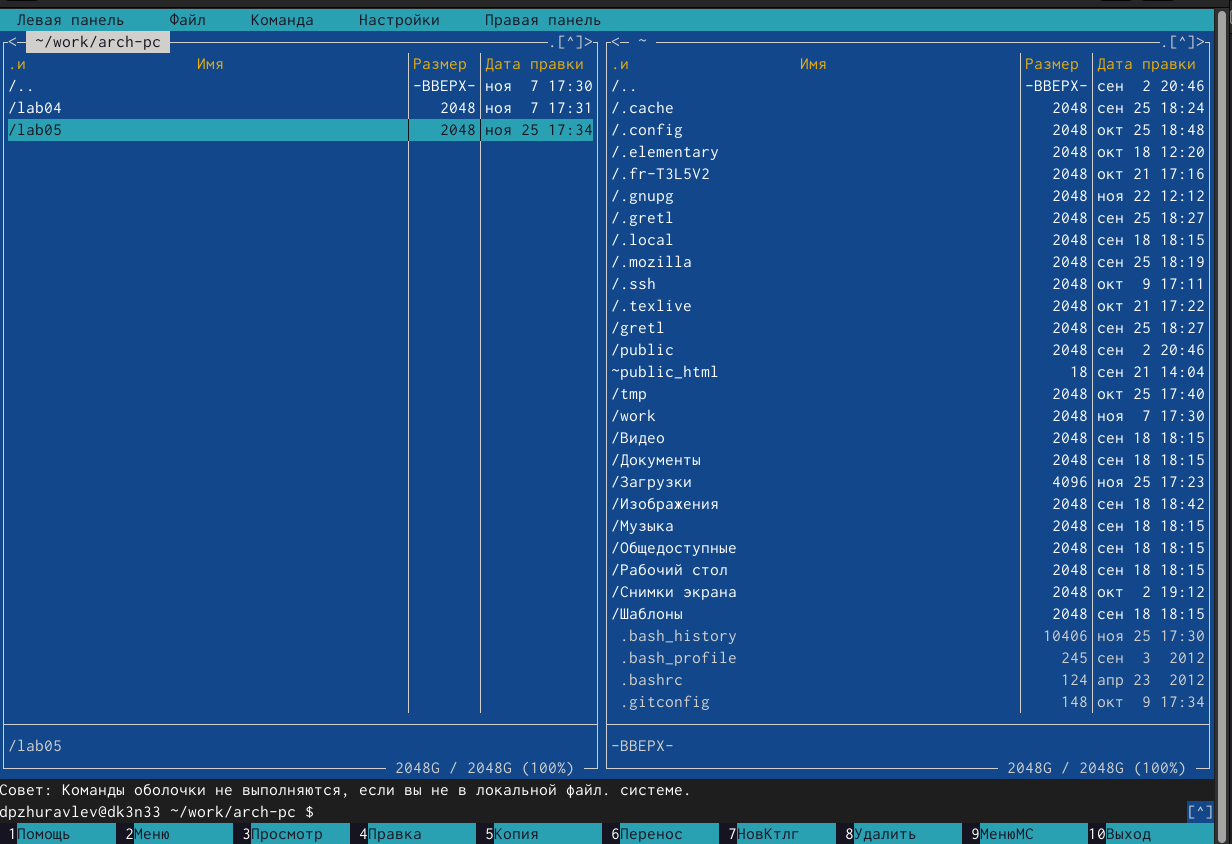 Левая панель Файл Команда Настройки Правая панель
<─ ~/work/arch-pc .[^]>
.и Имя Размер Дата правки
/.. -ВВЕРХ- ноя 7 17:30
/lab04 2048 ноя 7 17:31
/lab05 2048 ноя 25 17:34
/lab05
2048G / 2048G (100%)
<─ ~ .[^]>
.и Имя Размер Дата правки
/.. -ВВЕРХ- сен 2 20:46
/.cache 2048 сен 25 18:24
/.config 2048 окт 25 18:48
/.elementary 2048 окт 18 12:20
/.fr-T3L5V2 2048 окт 21 17:16
/.gnupg 2048 ноя 22 12:12
/.gretl 2048 сен 25 18:27
/.local 2048 сен 18 18:15
/.mozilla 2048 сен 25 18:19
/.ssh 2048 окт 9 17:11
/.texlive 2048 окт 21 17:22
/gretl 2048 сен 25 18:27
/public 2048 сен 2 20:46
~public_html 18 сен 21 14:04
/tmp 2048 окт 25 17:40
/work 2048 ноя 7 17:30
/Видео 2048 сен 18 18:15
/Документы 2048 сен 18 18:15
/Загрузки 4096 ноя 25 17:23
/Изображения 2048 сен 18 18:42
/Музыка 2048 сен 18 18:15
/Общедоступные 2048 сен 18 18:15
/Рабочий стол 2048 сен 18 18:15
/Снимки экрана 2048 окт 2 19:12
/Шаблоны 2048 сен 18 18:15
.bash_history 10406 ноя 25 17:30
.bash_profile 245 сен 3 2012
.bashrc 124 апр 23 2012
.gitconfig 148 окт 9 17:34
-ВВЕРХ-
2048G / 2048G (100%)
Совет: Команды оболочки не выполняются, если вы не в локальной файл. системе.
dpzhuravlev@dk3n33 ~/work/arch-pc $ [^]
1Помощь 2Меню 3Просмотр 4Правка 5Копия 6Перенос 7НовКтлг 8Удалить 9МенюМС 10Выход